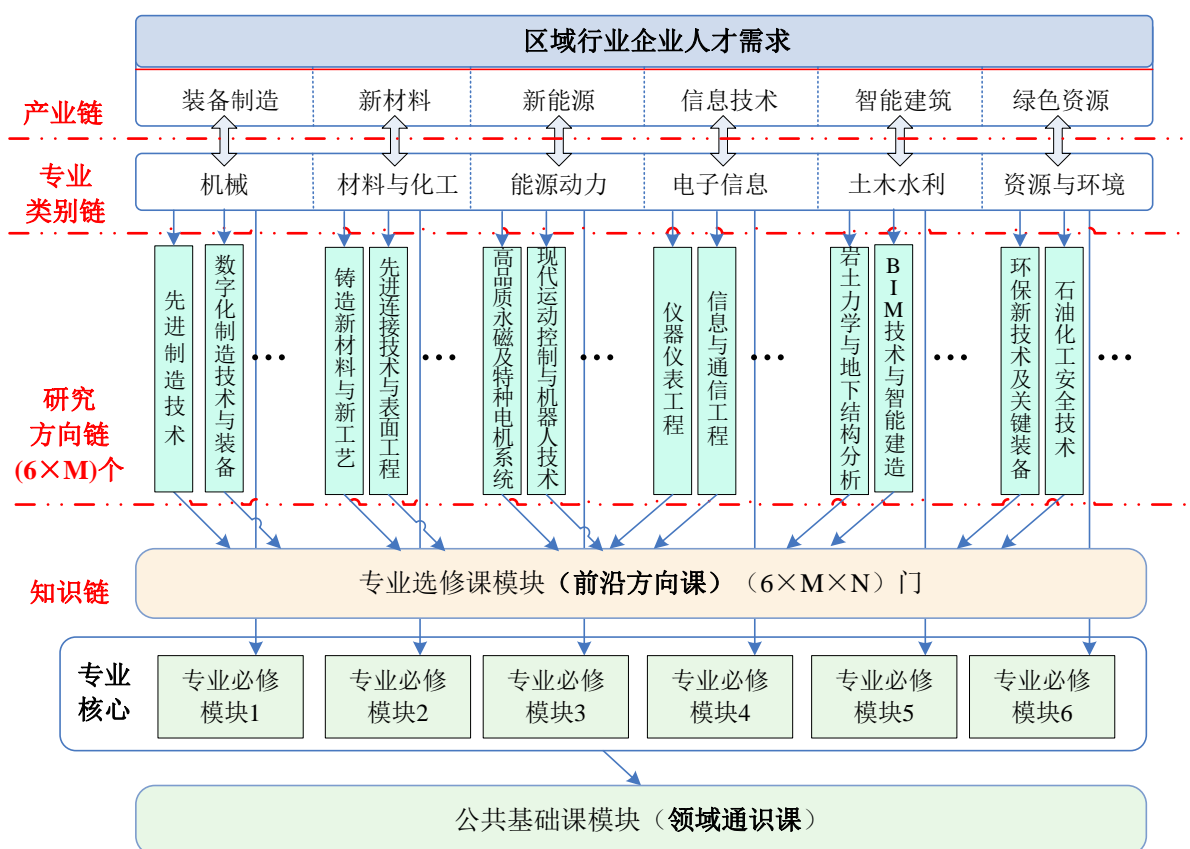 区域行业企业人才需求
产业链
装备制造
新材料
新能源
信息技术
智能建筑
绿色资源
专业
类别链
机械
材料与化工
能源动力
电子信息
土木水利
资源与环境
研究
方向链
(6×M)个
先进制造技术
数字化制造技术与装备
...
铸造新材料与新工艺
先进连接技术与表面工程
...
高品质永磁及特种电机系统
现代运动控制与机器人技术
...
仪器仪表工程
信息与通信工程
...
岩土力学与地下结构分析
BIM技术与智能建造
...
环保新技术及关键装备
石油化工安全技术
...
知识链
专业选修课模块（前沿方向课）（6×M×N）门
专业
核心
专业必修
模块1
专业必修
模块2
专业必修
模块3
专业必修
模块4
专业必修
模块5
专业必修
模块6
公共基础课模块（领域通识课）